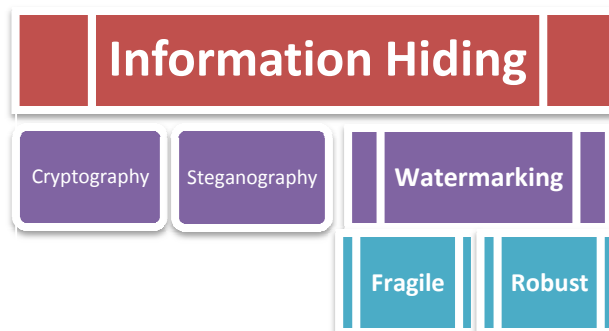 Information Hiding
Cryptography
Steganography
Watermarking
Fragile
Robust